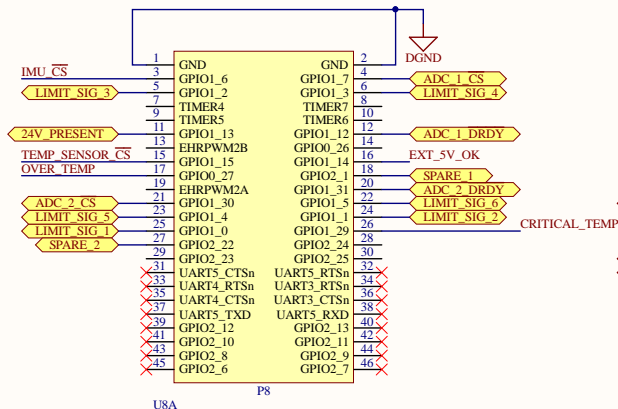 DGND
1 GND GND 2
IMU_CS 3 GPIO1_6 GPIO1_7 4 ADC_1_CS
LIMIT_SIG_3 5 GPIO1_2 GPIO1_3 6 LIMIT_SIG_4
7 TIMER4 TIMER7 8
9 TIMER5 TIMER6 10
24V_PRESENT 11 GPIO1_13 GPIO1_12 12 ADC_1_DRDY
13 EHRPWM2B GPIO0_26 14
TEMP_SENSOR_CS 15 GPIO1_15 GPIO1_14 16 EXT_5V_OK
OVER_TEMP 17 GPIO0_27 GPIO2_1 18 SPARE_1
19 EHRPWM2A GPIO1_31 20 ADC_2_DRDY
ADC_2_CS 21 GPIO1_30 GPIO1_5 22 LIMIT_SIG_6
LIMIT_SIG_5 23 GPIO1_4 GPIO1_1 24 LIMIT_SIG_2
LIMIT_SIG_1 25 GPIO1_0 GPIO1_29 26 CRITICAL_TEMP
SPARE_2 27 GPIO2_22 GPIO2_24 28
29 GPIO2_23 GPIO2_25 30
31 UART5_CTSn UART5_RTSn 32
33 UART4_RTSn UART3_RTSn 34
35 UART4_CTSn UART3_CTSn 36
37 UART5_TXD UART5_RXD 38
39 GPIO2_12 GPIO2_13 40
41 GPIO2_10 GPIO2_11 42
43 GPIO2_8 GPIO2_9 44
45 GPIO2_6 GPIO2_7 46
P8
U8A